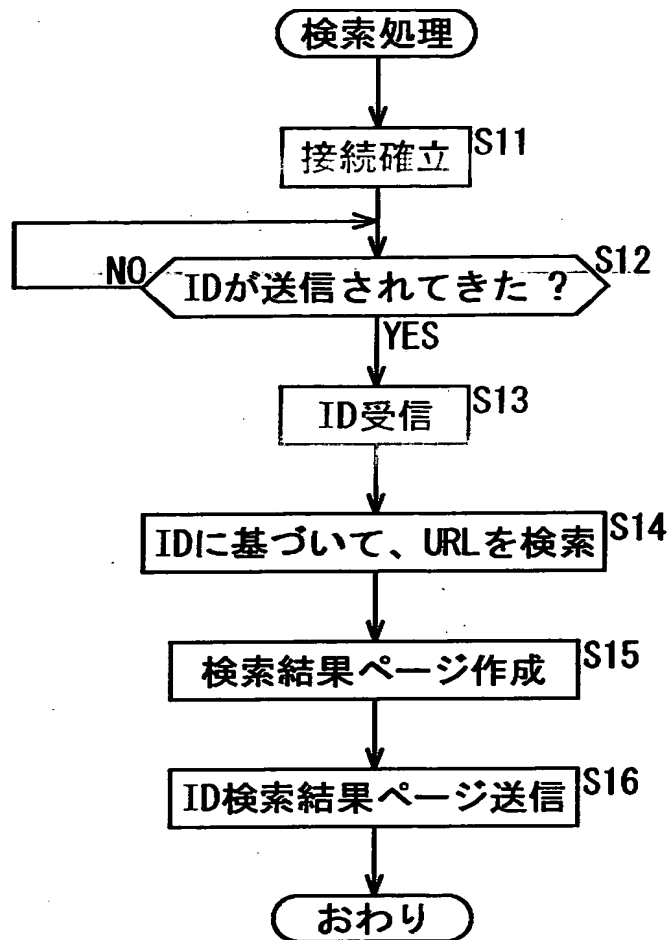 検索処理
接続確立 S11
IDが送信されてきた? S12
NO
YES
ID受信 S13
IDに基づいて、URLを検索 S14
検索結果ページ作成 S15
ID検索結果ページ送信 S16
おわり